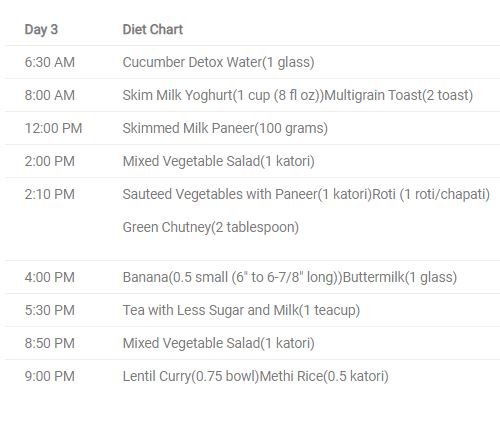 Day 3 Diet Chart
6:30 AM Cucumber Detox Water(1 glass)
8:00 AM Skim Milk Yoghurt(1 cup (8 fl oz))Multigrain Toast(2 toast)
12:00 PM Skimmed Milk Paneer(100 grams)
2:00 PM Mixed Vegetable Salad(1 katori)
2:10 PM Sauteed Vegetables with Paneer(1 katori)Roti (1 roti/chapati)
Green Chutney(2 tablespoon)
4:00 PM Banana(0.5 small (6" to 6-7/8" long))Buttermilk(1 glass)
5:30 PM Tea with Less Sugar and Milk(1 teacup)
8:50 PM Mixed Vegetable Salad(1 katori)
9:00 PM Lentil Curry(0.75 bowl)Methi Rice(0.5 katori)